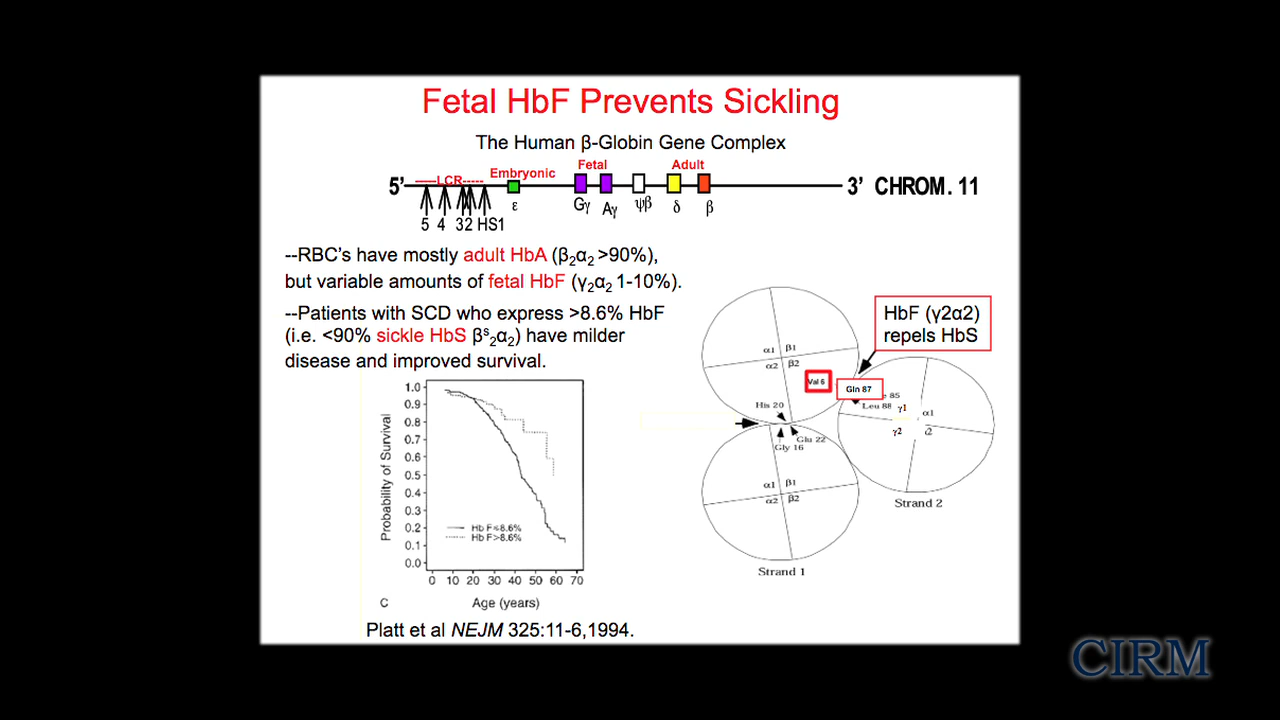 Fetal HbF Prevents Sickling
The Human β-Globin Gene Complex
5' -----LCR----- Embryonic Fetal Adult 3' CHROM. 11
5 4 3 2 HS1 ε Gγ Aγ ψβ δ β
--RBC's have mostly adult HbA (β₂α₂ >90%),
but variable amounts of fetal HbF (γ₂α₂ 1-10%).
--Patients with SCD who express >8.6% HbF
(i.e. <90% sickle HbS βˢ₂α₂) have milder
disease and improved survival.
HbF (γ2α2)
repels HbS
α1 β1
α2 β2
Val 6
Gln 87
85
Leu 88 γ1 α1
γ2
His 20
Glu 22
Gly 16
α1 β1
α2 β2
Strand 2
Strand 1
Probability of Survival
1.0
0.9
0.8
0.7
0.6
0.5
0.4
0.3
0.2
0.1
0.0
Hb F≤8.6%
Hb F>8.6%
0 10 20 30 40 50 60 70
C Age (years)
Platt et al NEJM 325:11-6,1994.
CIRM